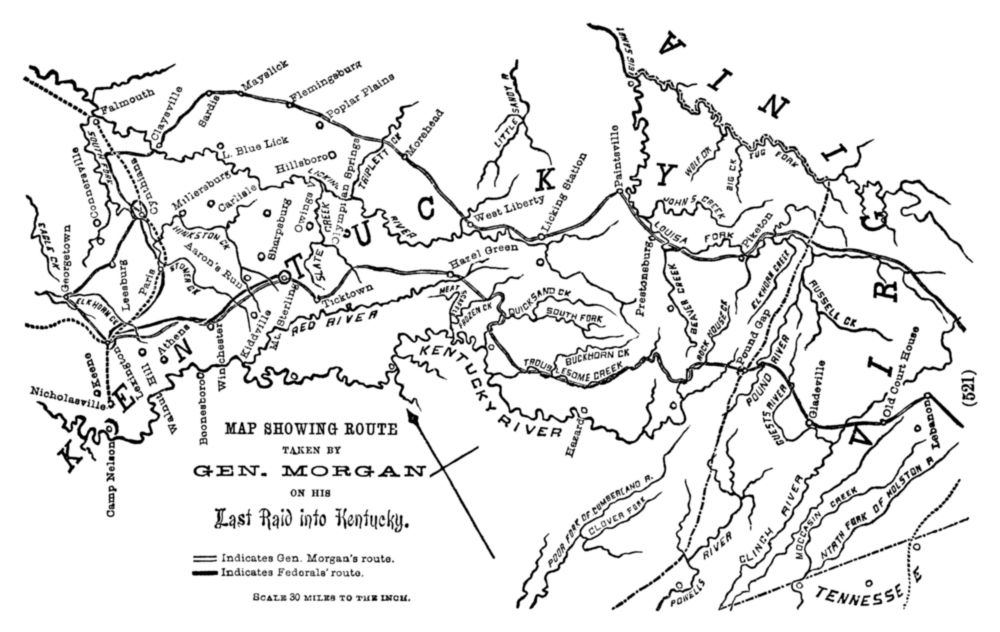 MAP SHOWING ROUTE
TAKEN BY
GEN. MORGAN
ON HIS
Last Raid into Kentucky.
Indicates Gen. Morgan's route.
Indicates Federals' route.
SCALE 30 MILES TO THE INCH.
KENTUCKY
VIRGINIA
TENNESSEE
(521)
Falmouth
Claysville
Sardis
Mayslick
Flemingsburg
Poplar Plains
L. Blue Lick
Hillsboro
TRIPLETT CK
Morehead
LITTLE SANDY R.
BIG SANDY
Connersville
SOUTH FORK
Cynthiana
Millersburg
Carlisle
LICKING
RIVER
Owings
Olympian Springs
SLATE CREEK
Sharpsburg
HINKSTON CK
Aaron's Run
STONER CK
EAGLE CK
Georgetown
Leesburg
Paris
ELKHORN CK
Lexington
Athens
Winchester
Kiddville
Mt. Sterling
Ticktown
RED RIVER
Keene
Nicholasville
Walnut Hill
Boonesboro
Camp Nelson
West Liberty
Licking Station
Hazel Green
Paintsville
WOLF CK
BIG CK
TUG FORK
JOHN'S CREEK
LOUISA FORK
Piketon
Prestonsburg
BEAVER CREEK
ELKHORN CREEK
ROCKHOUSE
RUSSELL CK
Pound Gap
POUND RIVER
GUESTS RIVER
Gladeville
Old Court House
Lebanon
MEAT
FROZEN CK
QUICKSAND CK
SOUTH FORK
BUCKHORN CK
TROUBLESOME CREEK
KENTUCKY RIVER
Hazard
POOR FORK OF CUMBERLAND R.
CLOVER FORK
POWELLS RIVER
CLINCH RIVER
MOCCASIN CREEK
NORTH FORK OF HOLSTON R